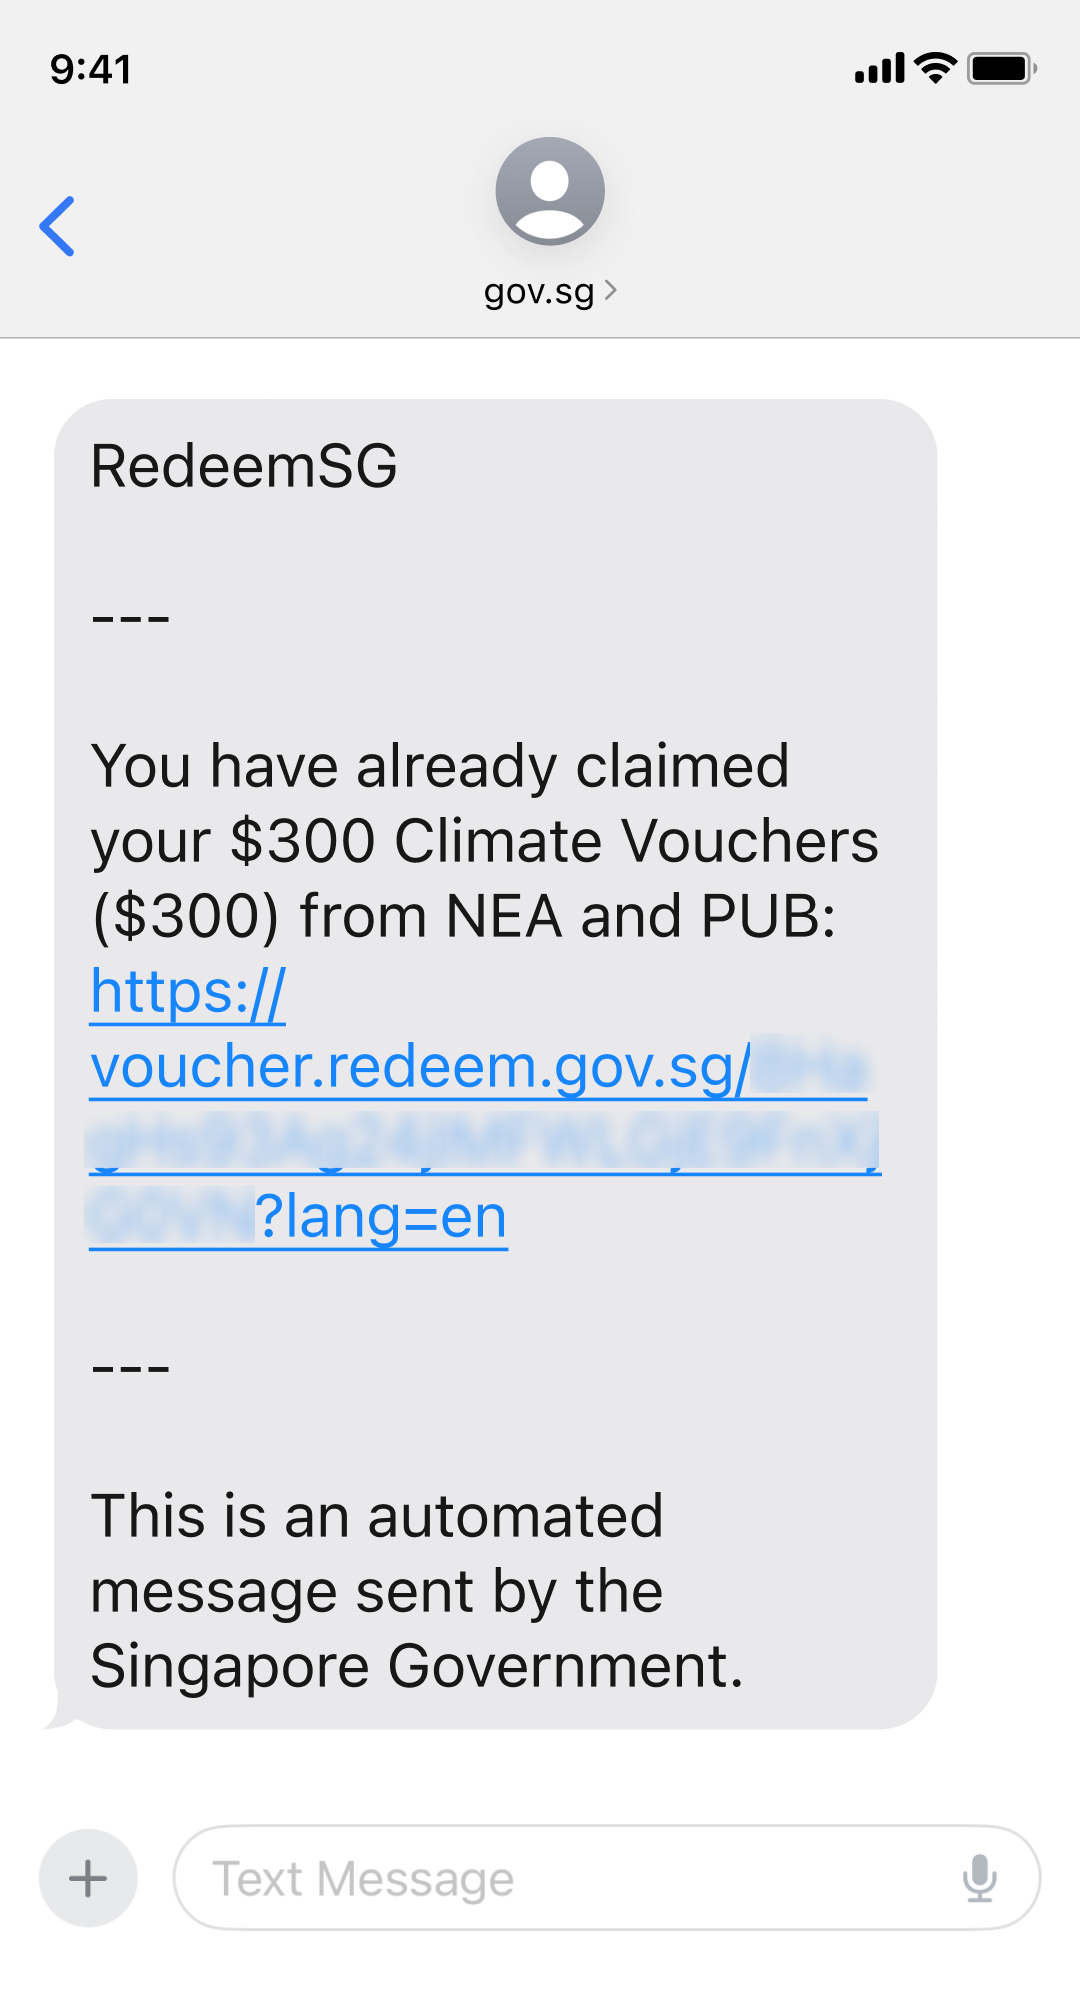 9:41
gov.sg
RedeemSG
---
You have already claimed
your $300 Climate Vouchers
($300) from NEA and PUB:
https://
voucher.redeem.gov.sg/
?lang=en
---
This is an automated
message sent by the
Singapore Government.
Text Message